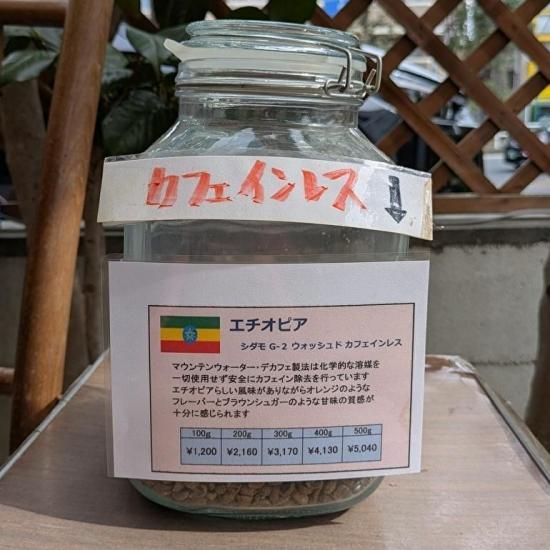 カフェインレス ↓
エチオピア
シダモ G-2 ウォッシュド カフェインレス
マウンテンウォーター・デカフェ製法は化学的な溶媒を
一切使用せず安全にカフェイン除去を行っています
エチオピアらしい風味がありながらオレンジのような
フレーバーとブラウンシュガーのような甘味の質感が
十分に感じられます
100g 200g 300g 400g 500g
¥1,200 ¥2,160 ¥3,170 ¥4,130 ¥5,040